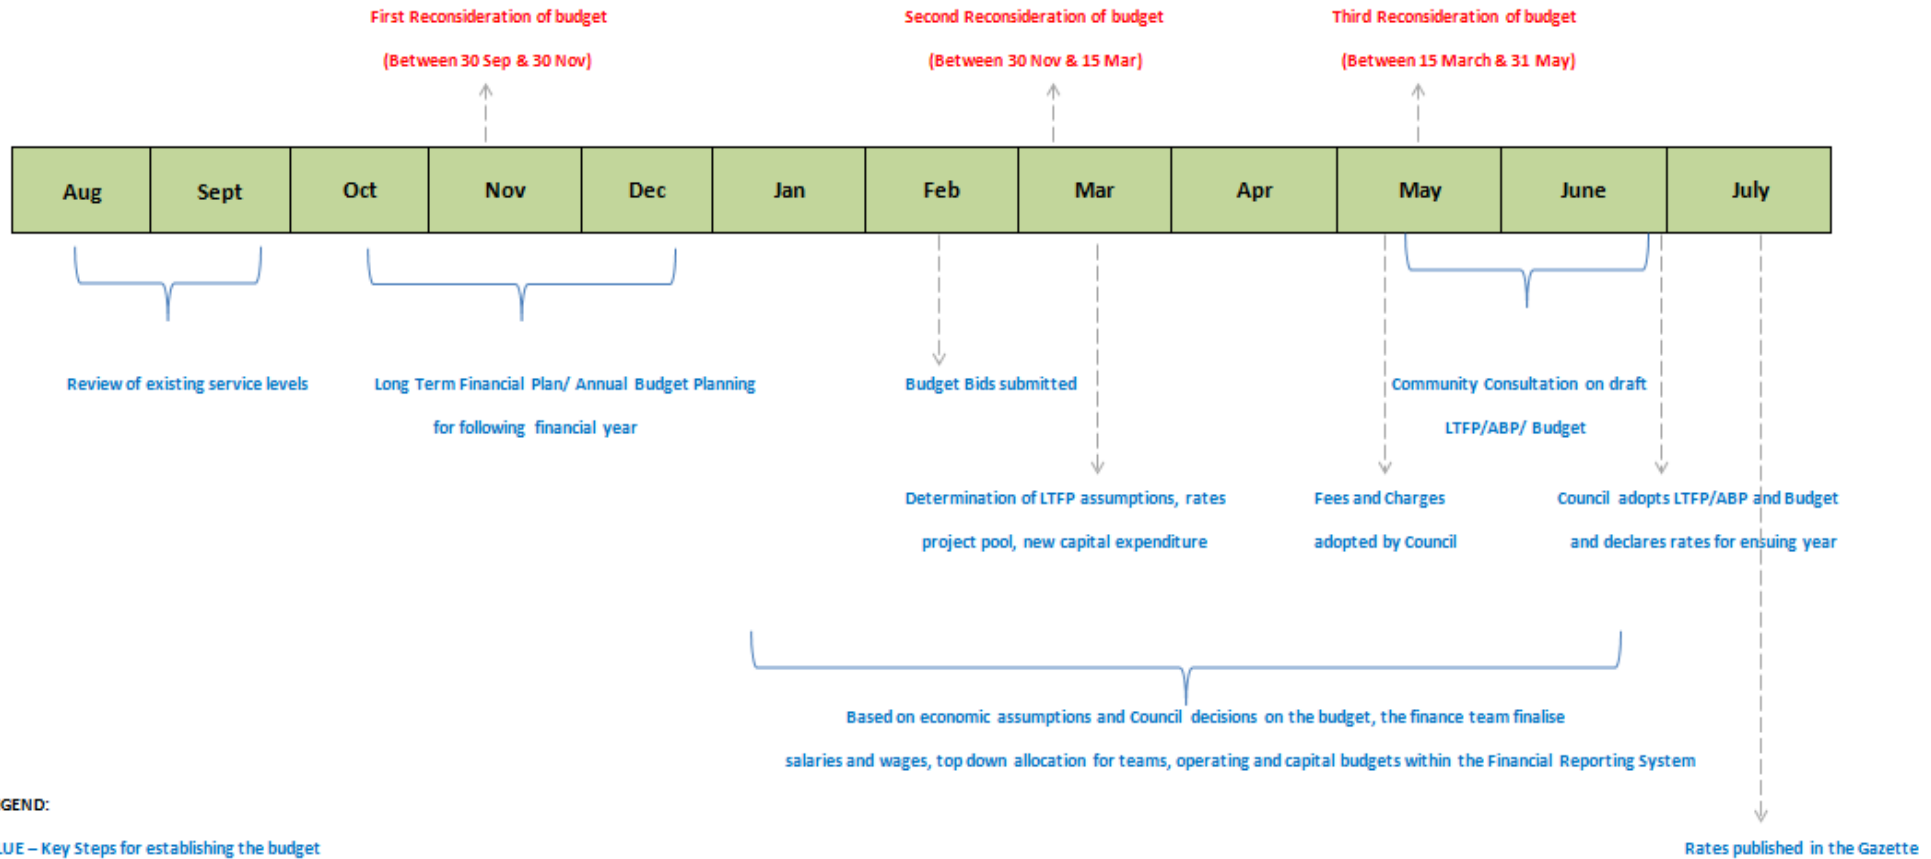 First Reconsideration of budget
(Between 30 Sep & 30 Nov)
Second Reconsideration of budget
(Between 30 Nov & 15 Mar)
Third Reconsideration of budget
(Between 15 March & 31 May)
Aug
Sept
Oct
Nov
Dec
Jan
Feb
Mar
Apr
May
June
July
Review of existing service levels
Long Term Financial Plan/ Annual Budget Planning
for following financial year
Budget Bids submitted
Community Consultation on draft
LTFP/ABP/ Budget
Determination of LTFP assumptions, rates
project pool, new capital expenditure
Fees and Charges
adopted by Council
Council adopts LTFP/ABP and Budget
and declares rates for ensuing year
Based on economic assumptions and Council decisions on the budget, the finance team finalise
salaries and wages, top down allocation for teams, operating and capital budgets within the Financial Reporting System
GEND:
LUE – Key Steps for establishing the budget
Rates published in the Gazette